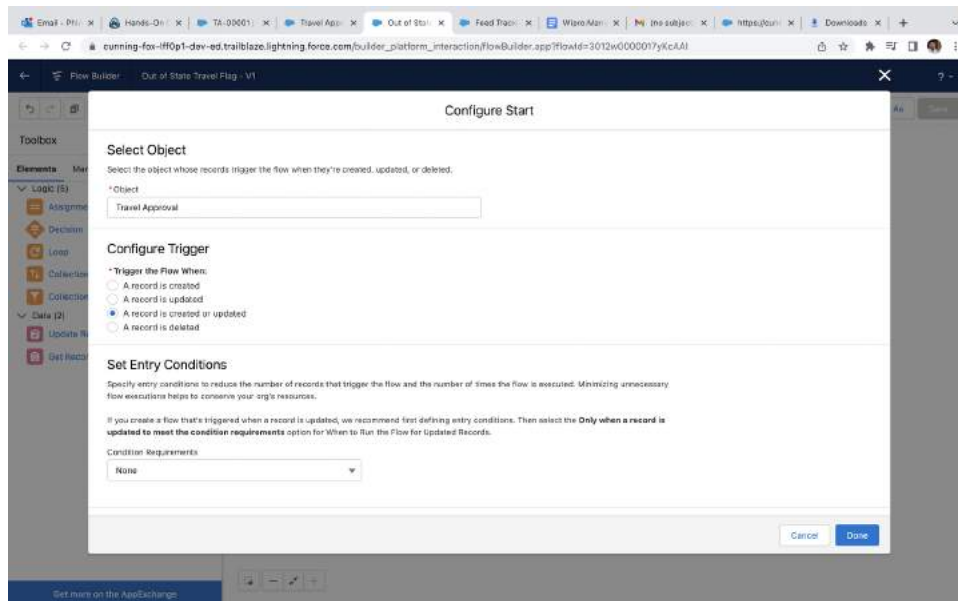 Email - Phi
Hands-On
TA-00001
Travel App
Out of Stat
Feed Track
(no subject
Downloads
cunning-fox-lff0p1-dev-ed.trailblaze.lightning.force.com/builder_platform_interaction/flowBuilder.app?flowId=3012w0000017yKcAAI
Flow Builder
Out of State Travel Flag - V1
?
Configure Start
As
Save
Toolbox
Elements
Select Object
Select the object whose records trigger the flow when they're created, updated, or deleted.
Logic (5)
* Object
Assignme
Travel Approval
Decision
Loop
Configure Trigger
Collection
* Trigger the Flow When:
A record is created
Collection
A record is updated
Data (2)
A record is created or updated
Update R
A record is deleted
Get Recor
Set Entry Conditions
Specify entry conditions to reduce the number of records that trigger the flow and the number of times the flow is executed. Minimizing unnecessary
flow executions helps to conserve your org's resources.
If you create a flow that's triggered when a record is updated, we recommend first defining entry conditions. Then select the Only when a record is
updated to meet the condition requirements option for When to Run the Flow for Updated Records.
Condition Requirements
None
Cancel
Done
Get more on the AppExchange